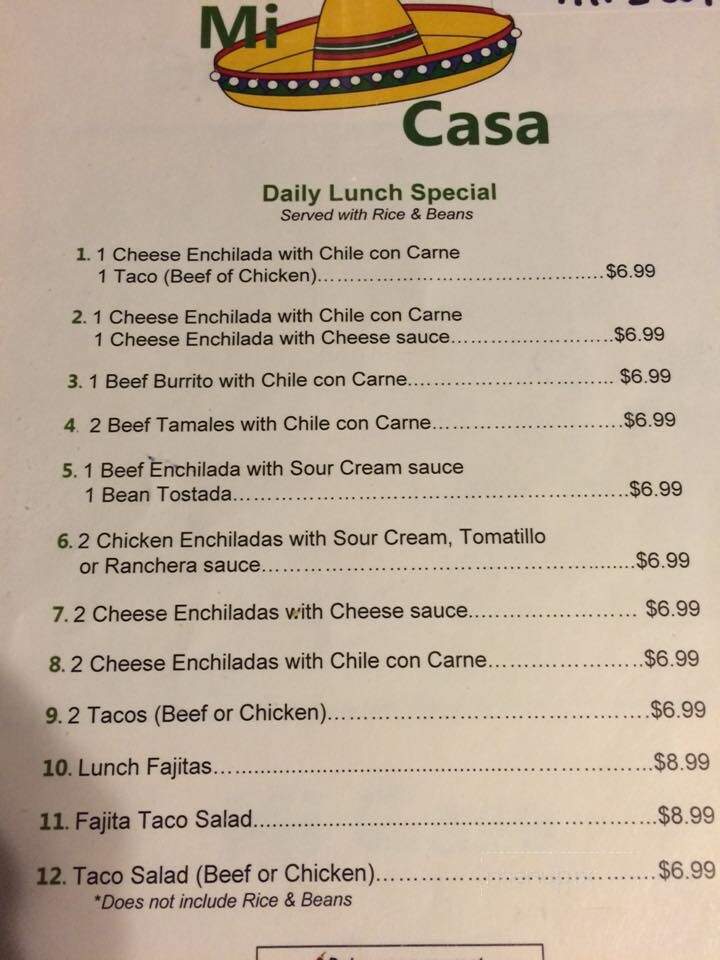 Mi
Casa
Daily Lunch Special
Served with Rice & Beans
1. 1 Cheese Enchilada with Chile con Carne
1 Taco (Beef of Chicken)................$6.99
2. 1 Cheese Enchilada with Chile con Carne
1 Cheese Enchilada with Cheese sauce................$6.99
3. 1 Beef Burrito with Chile con Carne................ $6.99
4. 2 Beef Tamales with Chile con Carne................$6.99
5. 1 Beef Enchilada with Sour Cream sauce
1 Bean Tostada................$6.99
6. 2 Chicken Enchiladas with Sour Cream, Tomatillo
or Ranchera sauce................$6.99
7. 2 Cheese Enchiladas with Cheese sauce................ $6.99
8. 2 Cheese Enchiladas with Chile con Carne................$6.99
9. 2 Tacos (Beef or Chicken)................$6.99
10. Lunch Fajitas................$8.99
11. Fajita Taco Salad................$8.99
12. Taco Salad (Beef or Chicken)................$6.99
*Does not include Rice & Beans